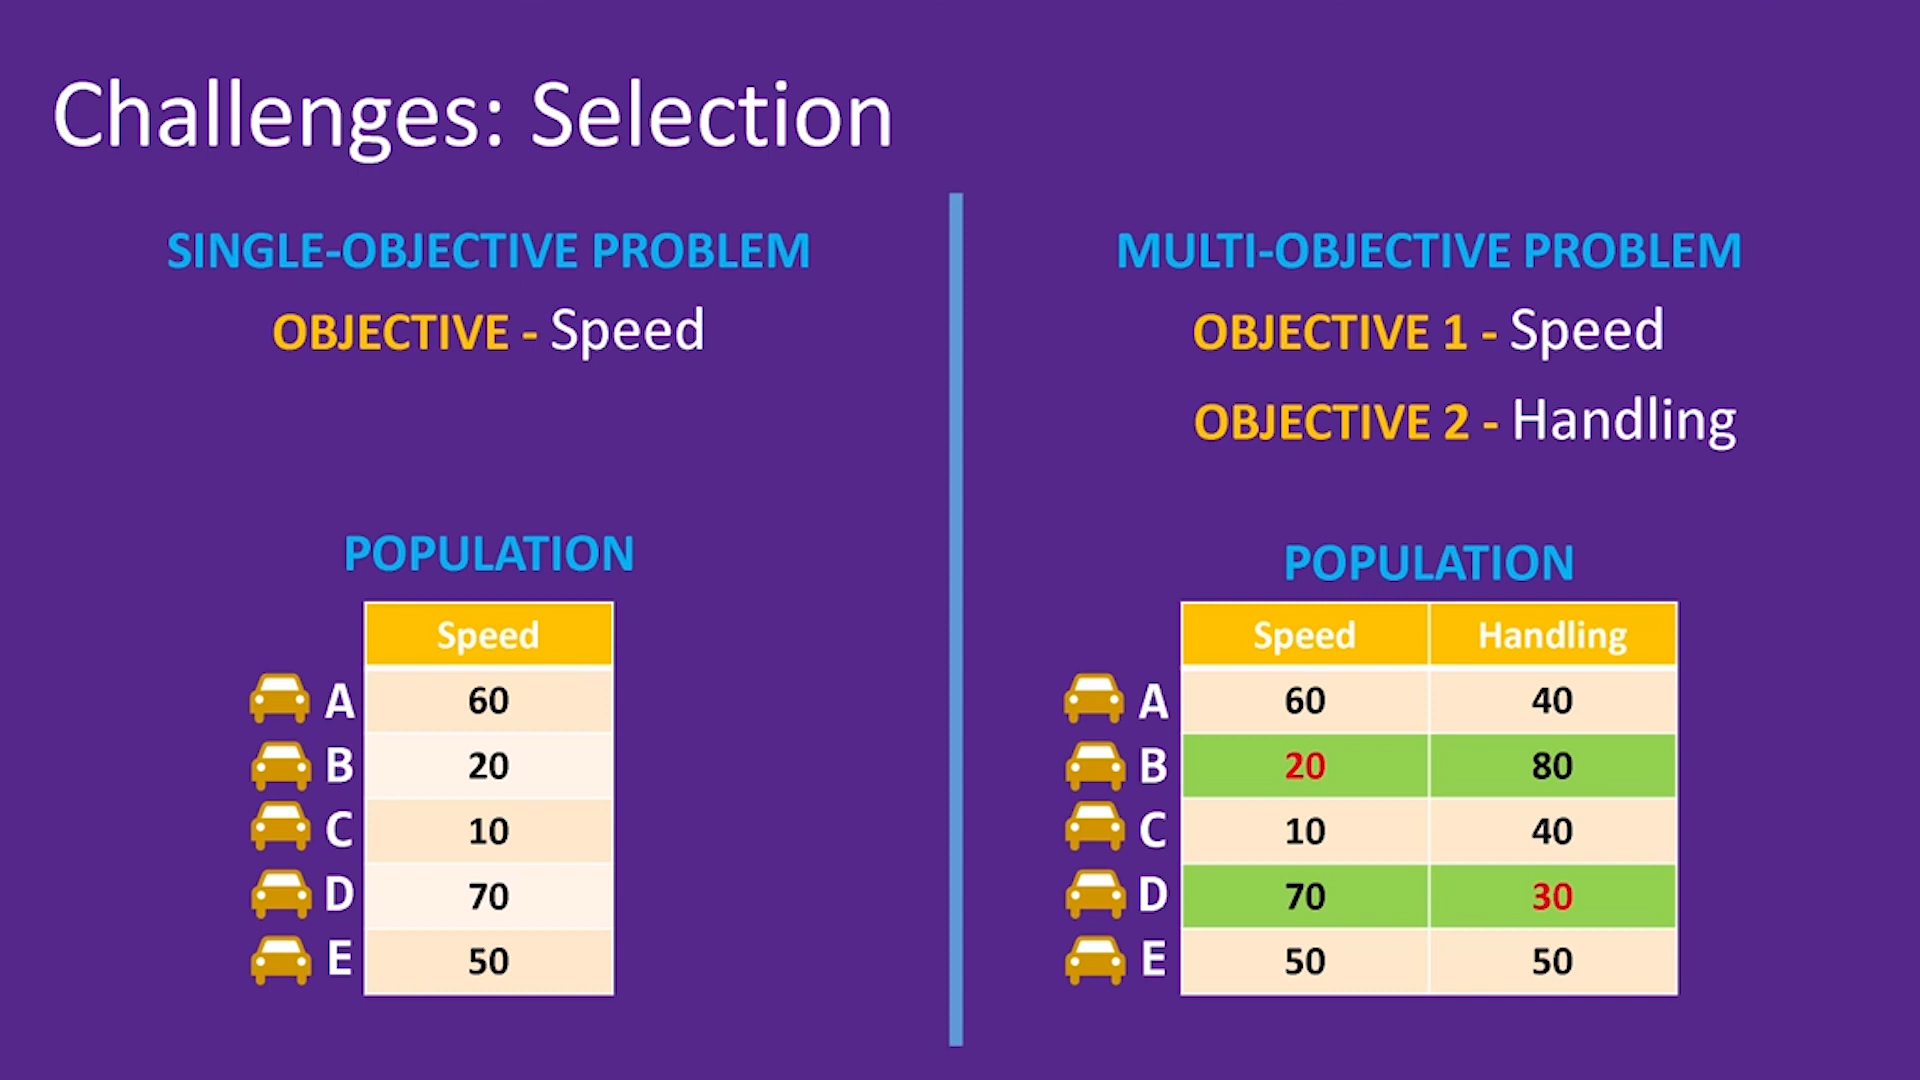 Challenges: Selection
SINGLE-OBJECTIVE PROBLEM
OBJECTIVE - Speed
POPULATION
Speed
A 60
B 20
C 10
D 70
E 50
MULTI-OBJECTIVE PROBLEM
OBJECTIVE 1 - Speed
OBJECTIVE 2 - Handling
POPULATION
Speed Handling
A 60 40
B 20 80
C 10 40
D 70 30
E 50 50